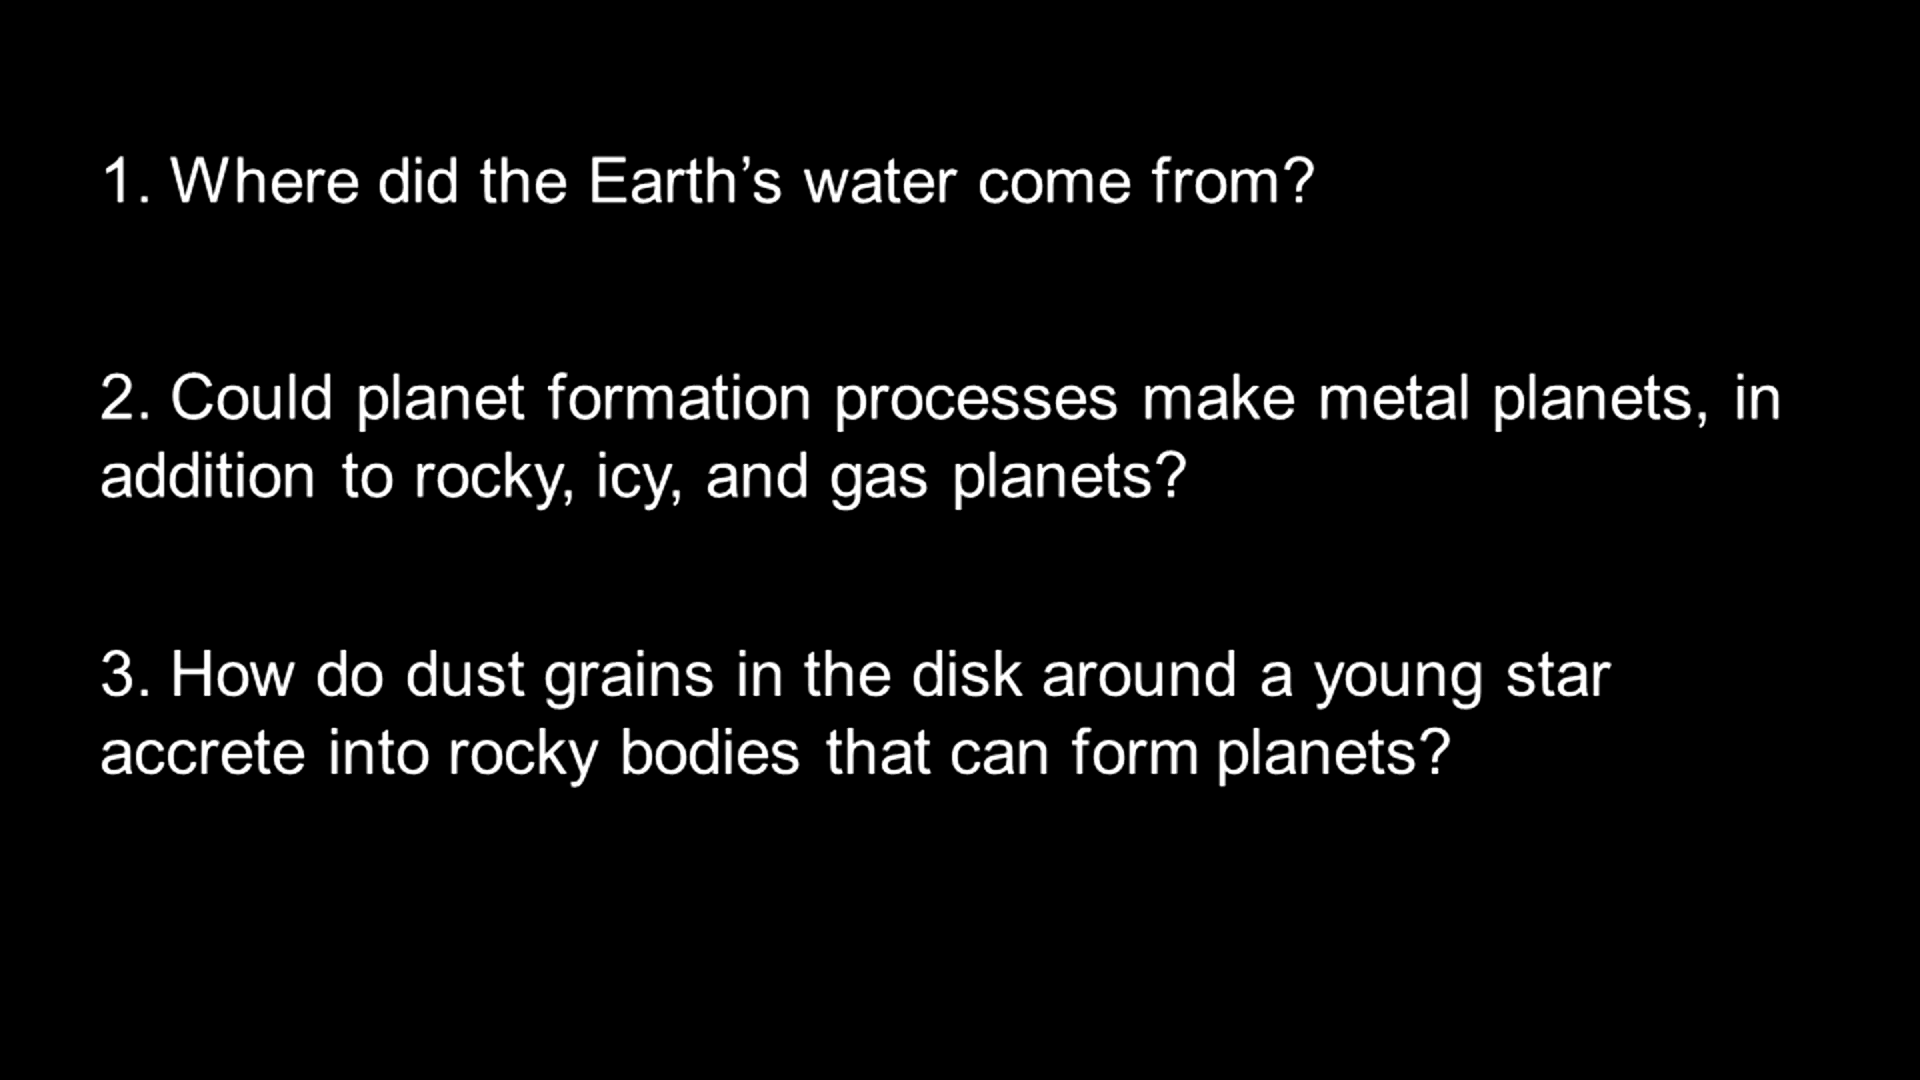 1. Where did the Earth’s water come from?
2. Could planet formation processes make metal planets, in
addition to rocky, icy, and gas planets?
3. How do dust grains in the disk around a young star
accrete into rocky bodies that can form planets?